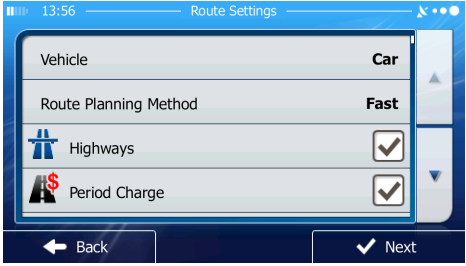 13:56 Route Settings
Vehicle Car
Route Planning Method Fast
Highways
$ Period Charge
Back Next